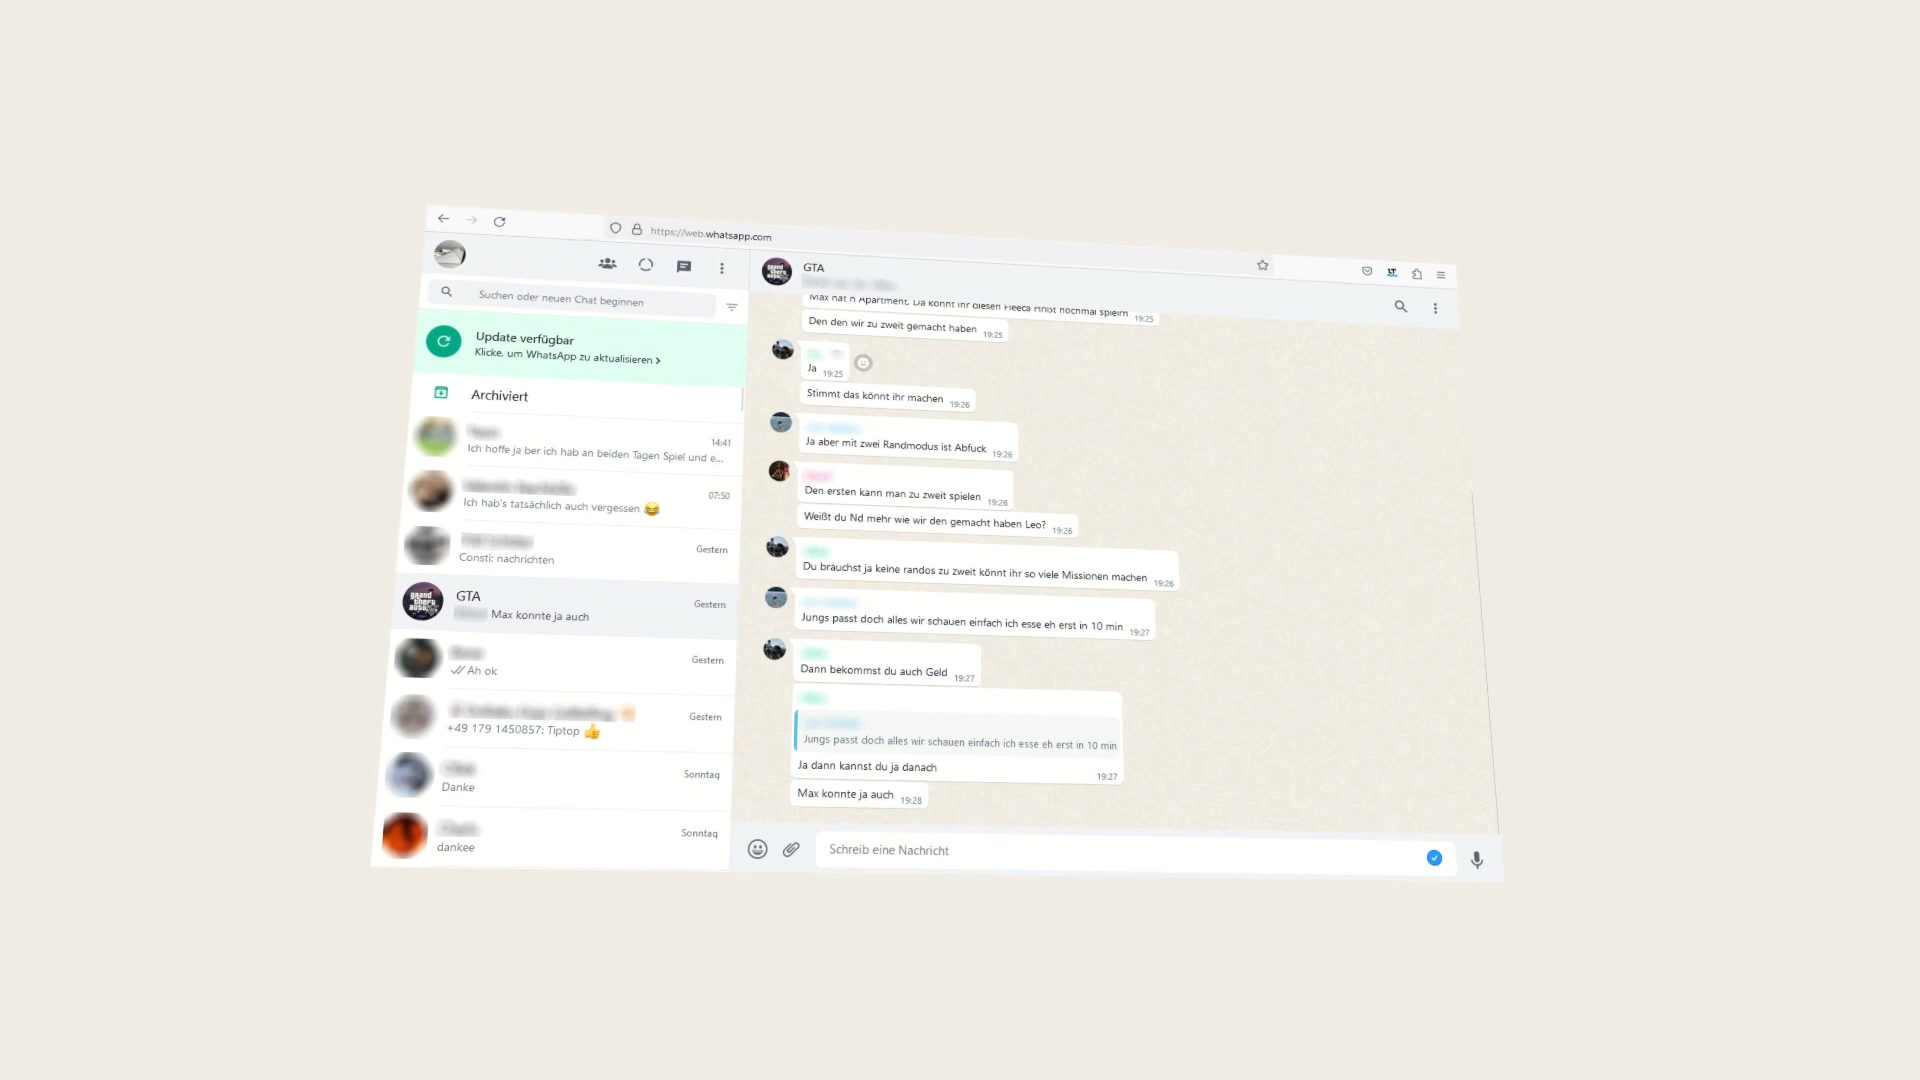 https://web.whatsapp.com
Suchen oder neuen Chat beginnen
Update verfügbar
Klicke, um WhatsApp zu aktualisieren
Archiviert
14:41
Ich hoffe ja ber ich hab an beiden Tagen Spiel und e...
07:50
Ich hab's tatsächlich auch vergessen 😂
Gestern
Consti: nachrichten
GTA
Gestern
Max konnte ja auch
Gestern
Ah ok
Gestern
+49 179 1450857: Tiptop 👍
Sonntag
Danke
Sonntag
dankee
GTA
Max hat n Apartment. Da könnt ihr diesen Fleeca Hhist nochmal spieln 19:25
Den den wir zu zweit gemacht haben 19:25
Ja 19:25
Stimmt das könnt ihr machen 19:26
Ja aber mit zwei Randmodus ist Abfuck 19:26
Den ersten kann man zu zweit spielen 19:26
Weißt du Nd mehr wie wir den gemacht haben Leo? 19:26
Du brauchst ja keine randos zu zweit könnt ihr so viele Missionen machen 19:26
Jungs passt doch alles wir schauen einfach ich esse eh erst in 10 min 19:27
Dann bekommst du auch Geld 19:27
Jungs passt doch alles wir schauen einfach ich esse eh erst in 10 min
Ja dann kannst du ja danach 19:27
Max konnte ja auch 19:28
Schreib eine Nachricht